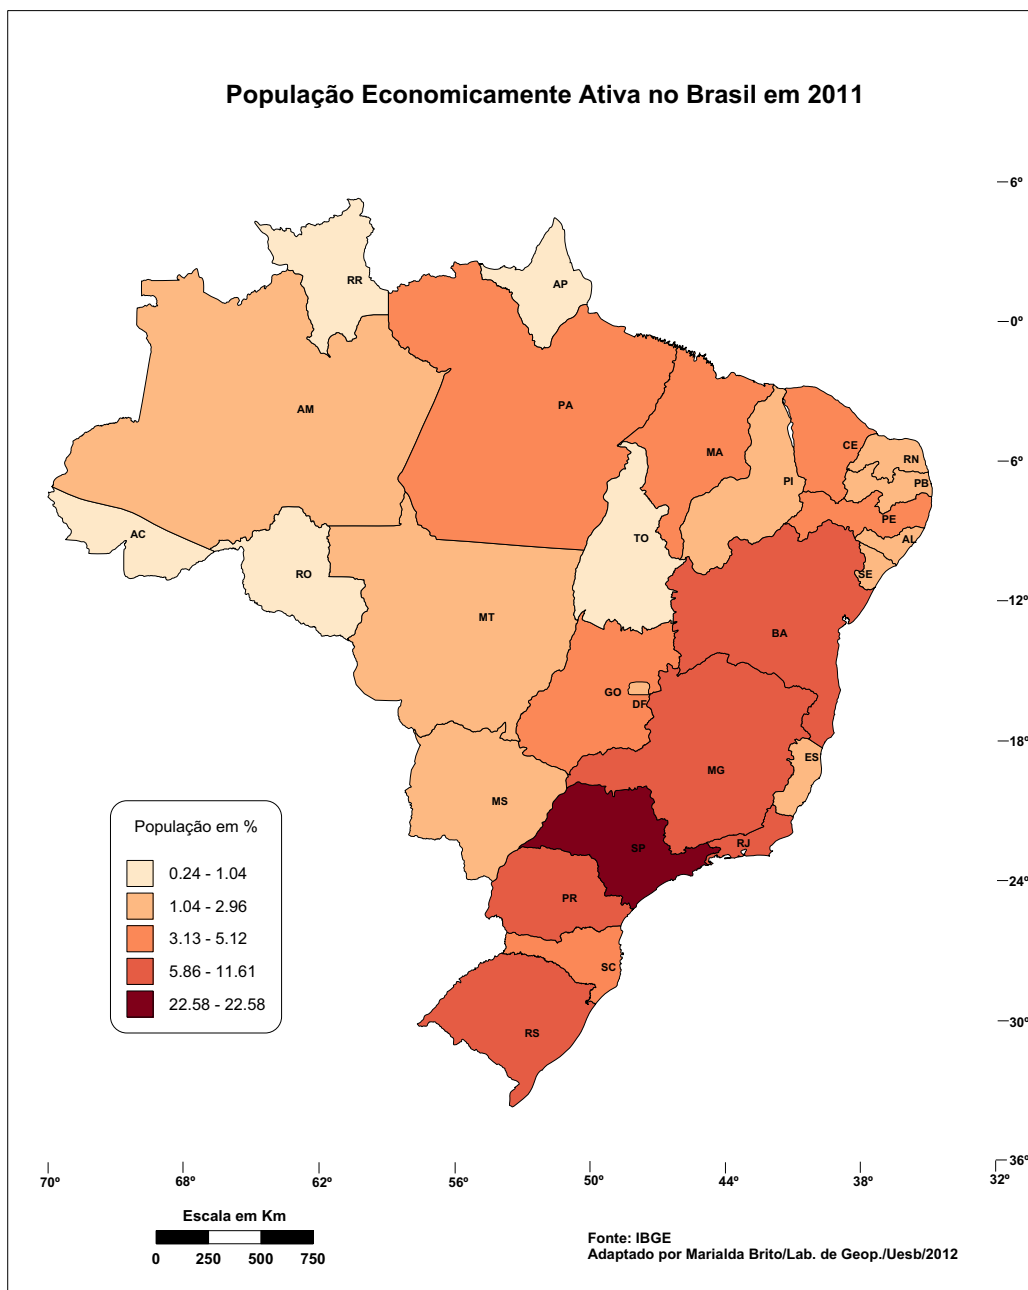 População Economicamente Ativa no Brasil em 2011
6º
RR
AP
0º
AM
PA
CE
MA
RN
6º
PI
PB
PE
AC
TO
AL
RO
SE
12º
MT
BA
GO
DF
18º
ES
MG
MS
População em %
RJ
SP
0.24 - 1.04
24º
PR
1.04 - 2.96
3.13 - 5.12
SC
5.86 - 11.61
22.58 - 22.58
30º
RS
36º
70º 68º 62º 56º 50º 44º 38º 32º
Escala em Km
0 250 500 750
Fonte: IBGE
Adaptado por Marialda Brito/Lab. de Geop./Uesb/2012